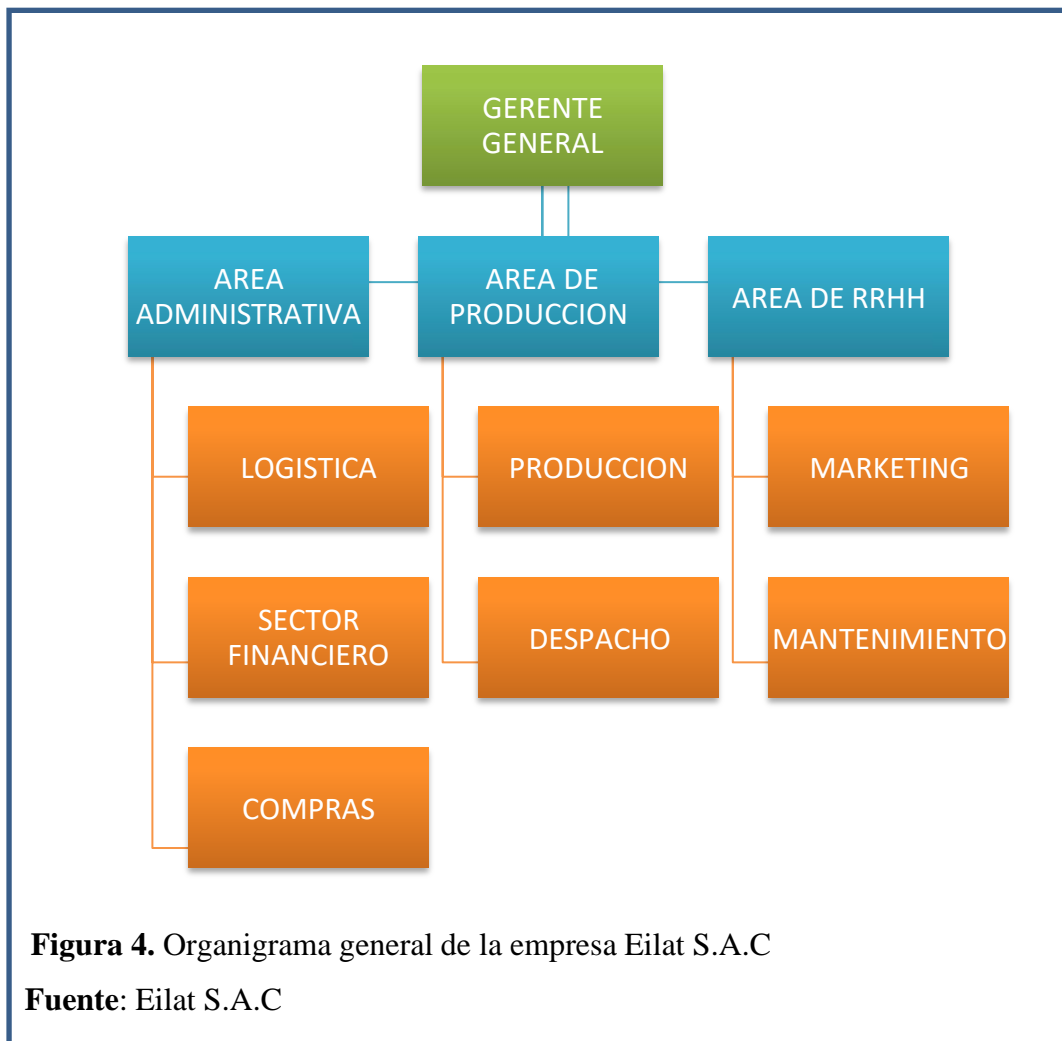 GERENTE
GENERAL
AREA
ADMINISTRATIVA
AREA DE
PRODUCCION
AREA DE RRHH
LOGISTICA
PRODUCCION
MARKETING
SECTOR
FINANCIERO
DESPACHO
MANTENIMIENTO
COMPRAS
Figura 4. Organigrama general de la empresa Eilat S.A.C
Fuente: Eilat S.A.C